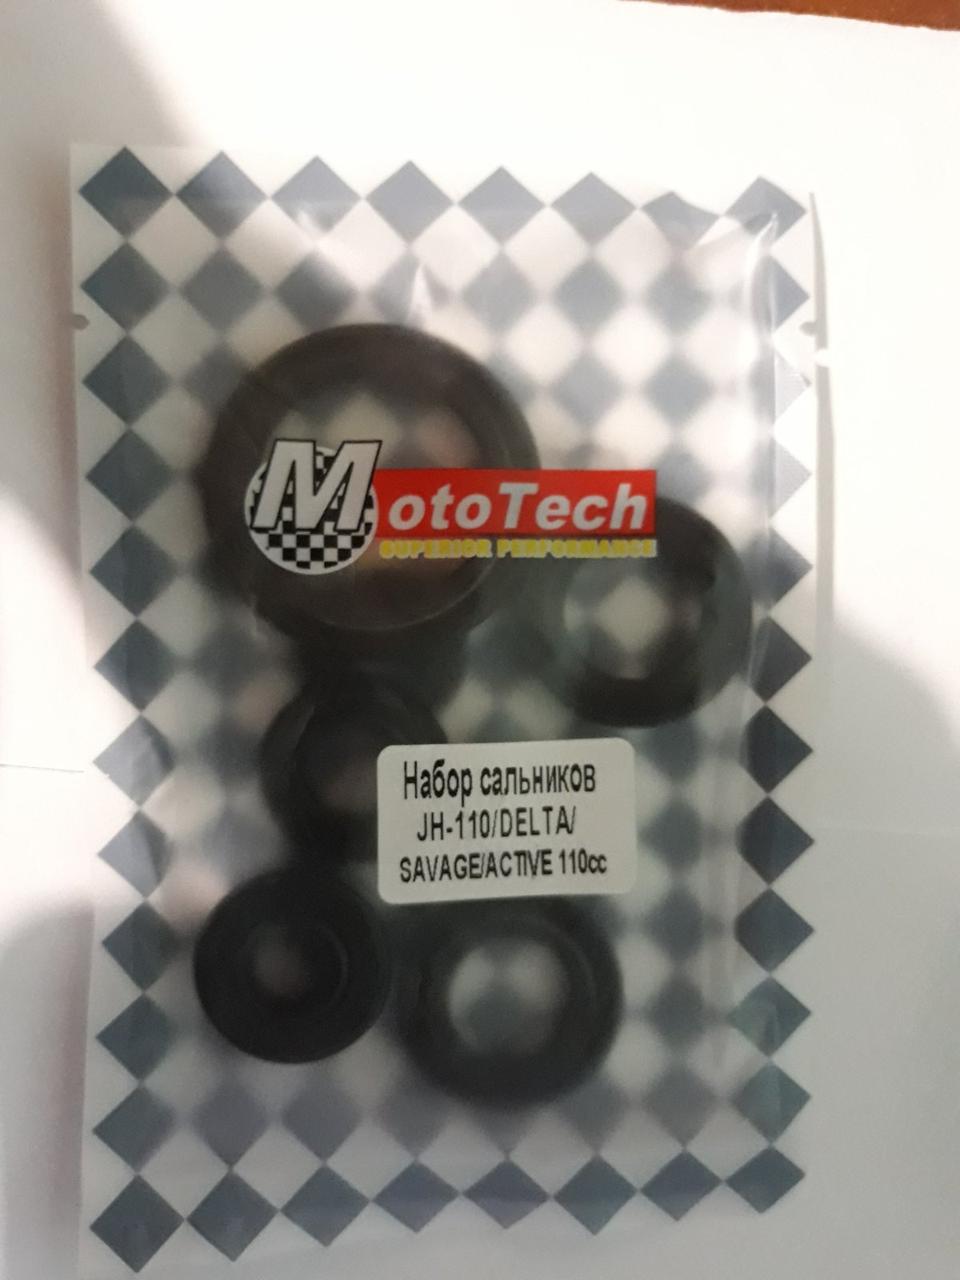 MotoTech
SUPERIOR PERFORMANCE
Набор сальников
JH-110/DELTA/
SAVAGE/ACTIVE 110cc